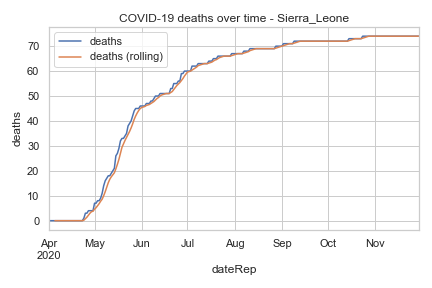 COVID-19 deaths over time - Sierra_Leone
deaths
deaths (rolling)
70
60
50
40
30
20
10
0
deaths
Apr May Jun Jul Aug Sep Oct Nov
2020
dateRep